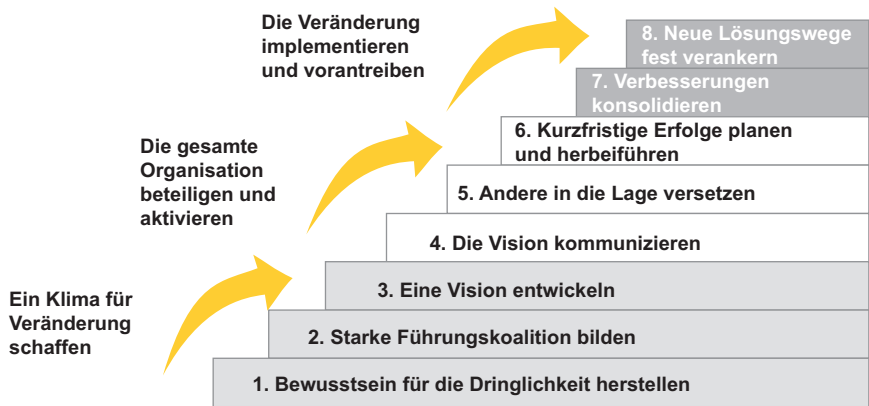 Die Veränderung
implementieren
und vorantreiben
8. Neue Lösungswege
fest verankern
7. Verbesserungen
konsolidieren
Die gesamte
Organisation
beteiligen und
aktivieren
6. Kurzfristige Erfolge planen
und herbeiführen
5. Andere in die Lage versetzen
4. Die Vision kommunizieren
Ein Klima für
Veränderung
schaffen
3. Eine Vision entwickeln
2. Starke Führungskoalition bilden
1. Bewusstsein für die Dringlichkeit herstellen